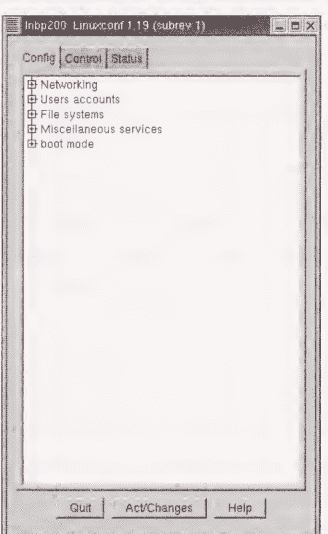 lnbp200: Linuxconf 1.19 (subrev 1)
Config Control Status
Networking
Users accounts
File systems
Miscellaneous services
boot mode
Quit Act/Changes Help